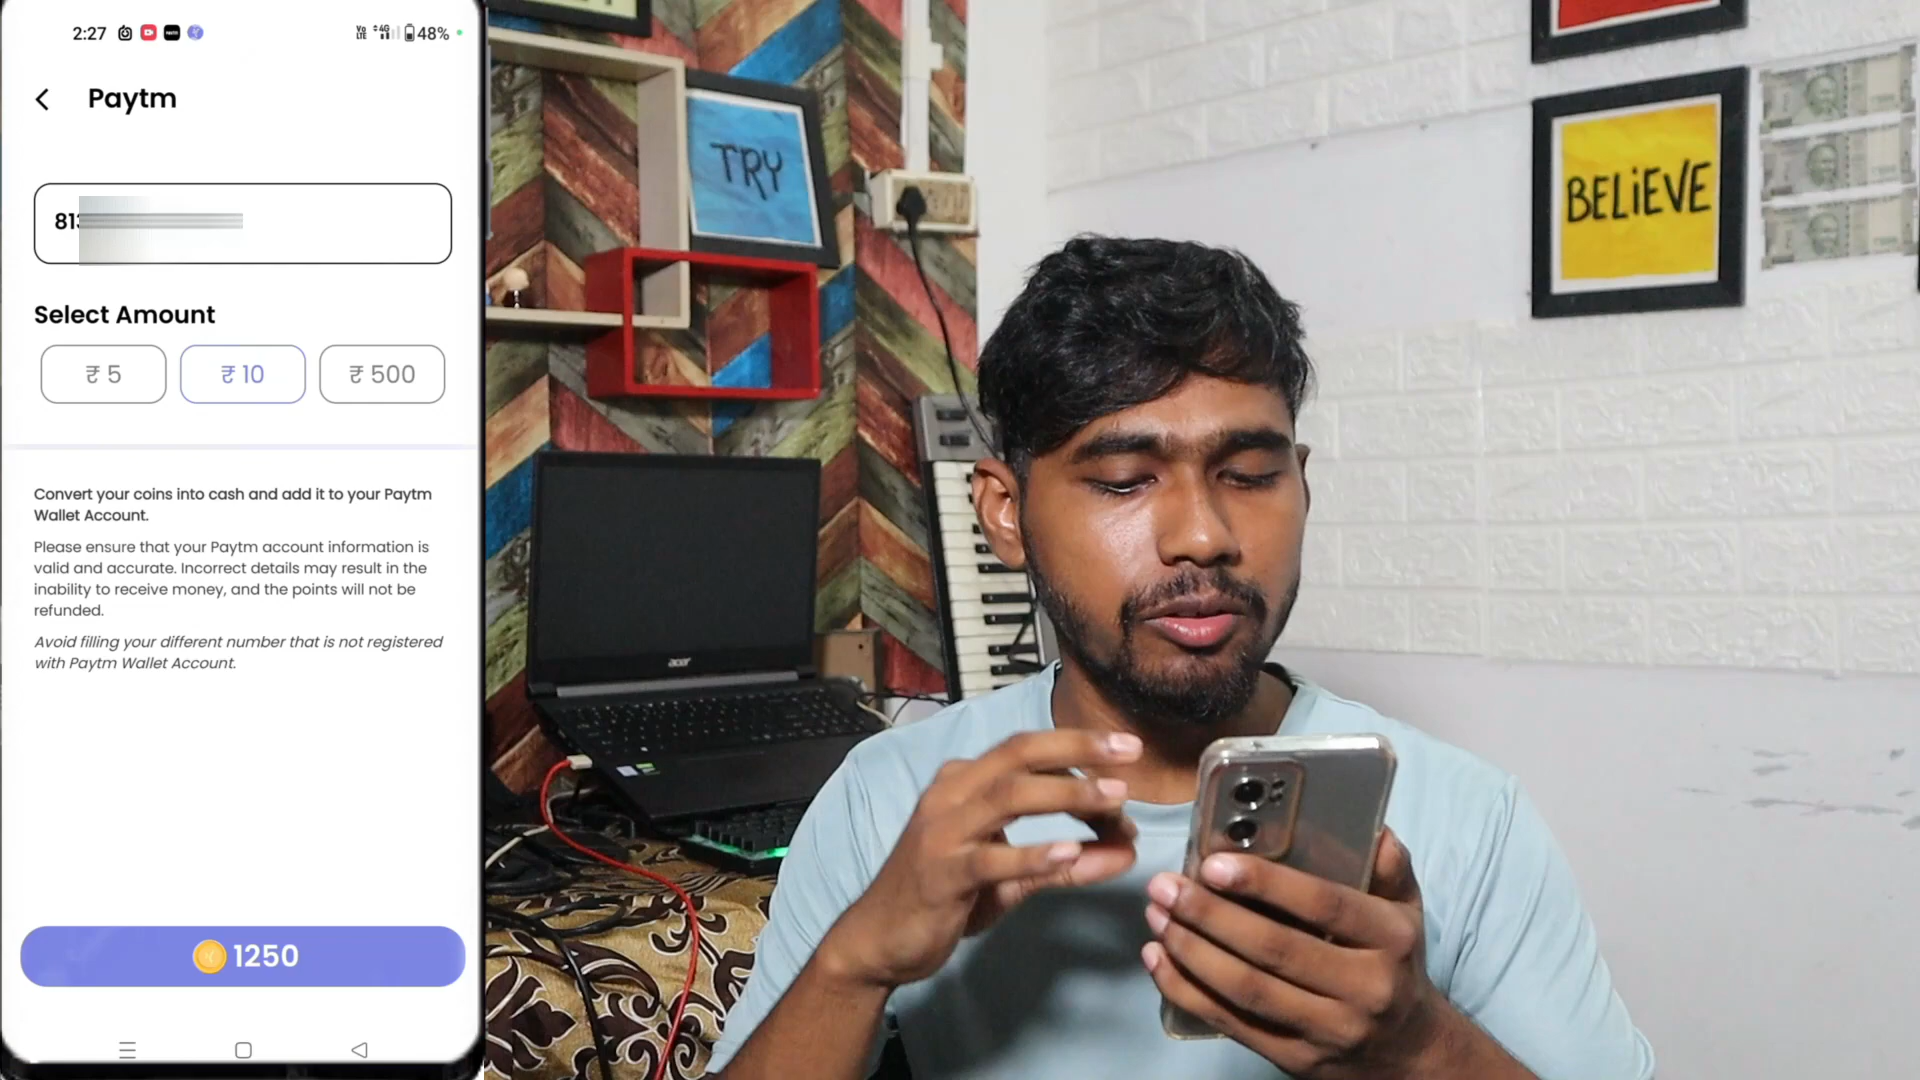 2:27
Vo
LTE
4G
48%
Paytm
81
Select Amount
₹ 5
₹ 10
₹ 500
Convert your coins into cash and add it to your Paytm
Wallet Account.
Please ensure that your Paytm account information is
valid and accurate. Incorrect details may result in the
inability to receive money, and the points will not be
refunded.
Avoid filling your different number that is not registered
with Paytm Wallet Account.
1250
TRY
BELiEVE
acer